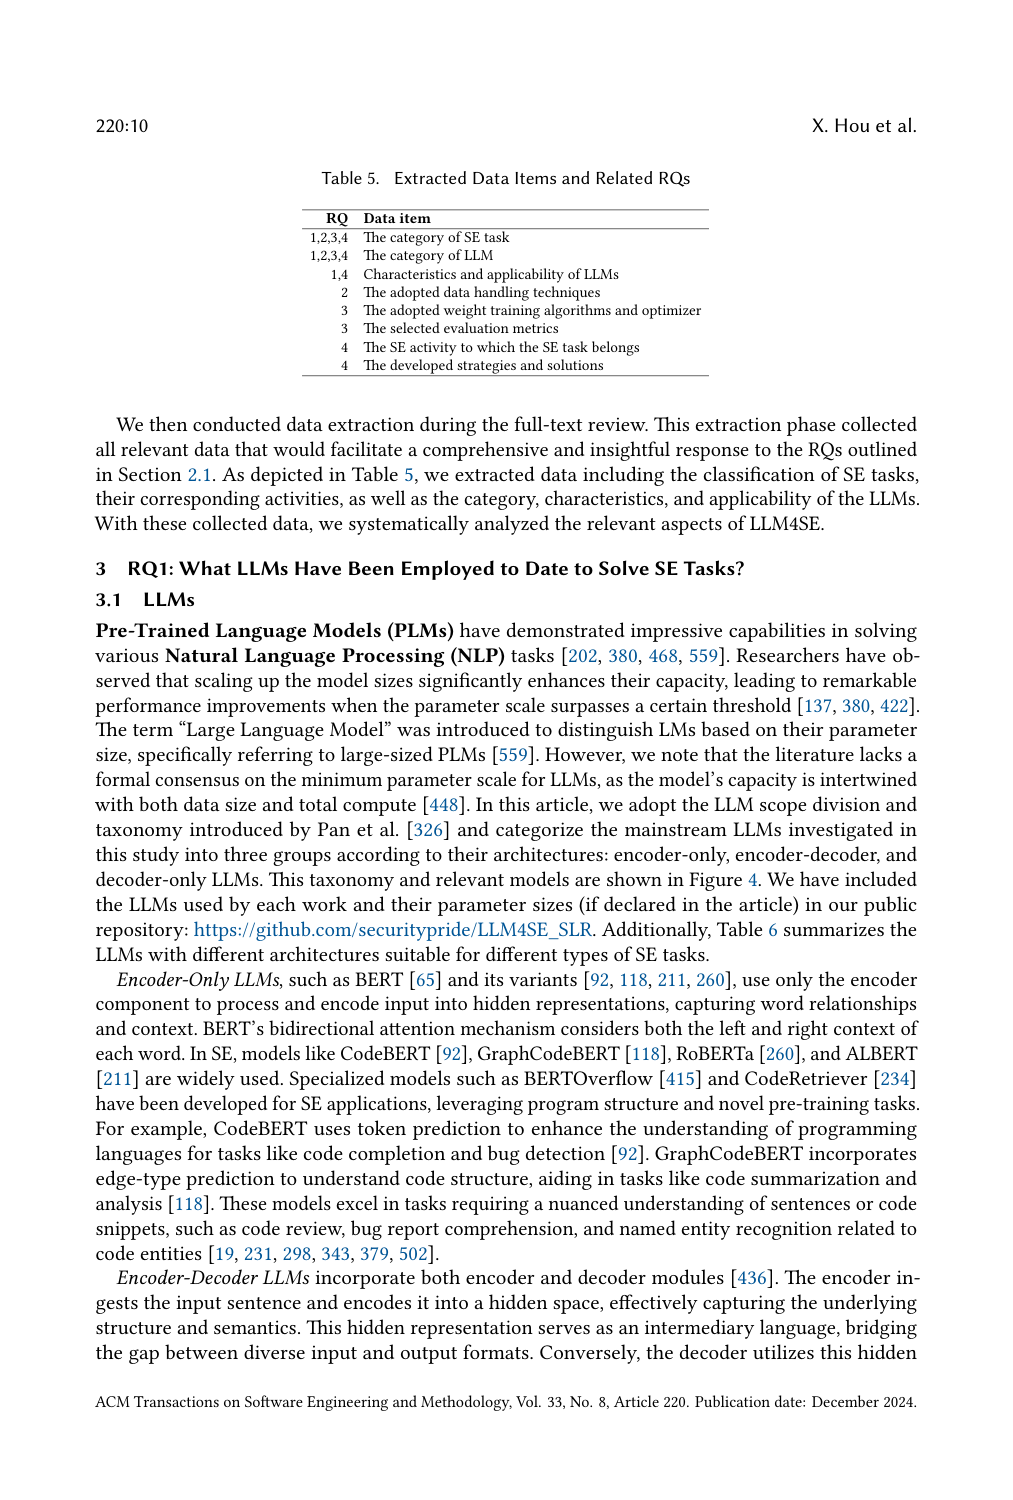 220:10
X. Hou et al.
Table 5. Extracted Data Items and Related RQs
RQ Data item
1,2,3,4 The category of SE task
1,2,3,4 The category of LLM
1,4 Characteristics and applicability of LLMs
2 The adopted data handling techniques
3 The adopted weight training algorithms and optimizer
3 The selected evaluation metrics
4 The SE activity to which the SE task belongs
4 The developed strategies and solutions
We then conducted data extraction during the full-text review. This extraction phase collected
all relevant data that would facilitate a comprehensive and insightful response to the RQs outlined
in Section 2.1. As depicted in Table 5, we extracted data including the classification of SE tasks,
their corresponding activities, as well as the category, characteristics, and applicability of the LLMs.
With these collected data, we systematically analyzed the relevant aspects of LLM4SE.
3 RQ1: What LLMs Have Been Employed to Date to Solve SE Tasks?
3.1 LLMs
Pre-Trained Language Models (PLMs) have demonstrated impressive capabilities in solving
various Natural Language Processing (NLP) tasks [202, 380, 468, 559]. Researchers have ob-
served that scaling up the model sizes significantly enhances their capacity, leading to remarkable
performance improvements when the parameter scale surpasses a certain threshold [137, 380, 422].
The term “Large Language Model” was introduced to distinguish LMs based on their parameter
size, specifically referring to large-sized PLMs [559]. However, we note that the literature lacks a
formal consensus on the minimum parameter scale for LLMs, as the model’s capacity is intertwined
with both data size and total compute [448]. In this article, we adopt the LLM scope division and
taxonomy introduced by Pan et al. [326] and categorize the mainstream LLMs investigated in
this study into three groups according to their architectures: encoder-only, encoder-decoder, and
decoder-only LLMs. This taxonomy and relevant models are shown in Figure 4. We have included
the LLMs used by each work and their parameter sizes (if declared in the article) in our public
repository: https://github.com/securitypride/LLM4SE_SLR. Additionally, Table 6 summarizes the
LLMs with different architectures suitable for different types of SE tasks.
Encoder-Only LLMs, such as BERT [65] and its variants [92, 118, 211, 260], use only the encoder
component to process and encode input into hidden representations, capturing word relationships
and context. BERT’s bidirectional attention mechanism considers both the left and right context of
each word. In SE, models like CodeBERT [92], GraphCodeBERT [118], RoBERTa [260], and ALBERT
[211] are widely used. Specialized models such as BERTOverflow [415] and CodeRetriever [234]
have been developed for SE applications, leveraging program structure and novel pre-training tasks.
For example, CodeBERT uses token prediction to enhance the understanding of programming
languages for tasks like code completion and bug detection [92]. GraphCodeBERT incorporates
edge-type prediction to understand code structure, aiding in tasks like code summarization and
analysis [118]. These models excel in tasks requiring a nuanced understanding of sentences or code
snippets, such as code review, bug report comprehension, and named entity recognition related to
code entities [19, 231, 298, 343, 379, 502].
Encoder-Decoder LLMs incorporate both encoder and decoder modules [436]. The encoder in-
gests the input sentence and encodes it into a hidden space, effectively capturing the underlying
structure and semantics. This hidden representation serves as an intermediary language, bridging
the gap between diverse input and output formats. Conversely, the decoder utilizes this hidden
ACM Transactions on Software Engineering and Methodology, Vol. 33, No. 8, Article 220. Publication date: December 2024.